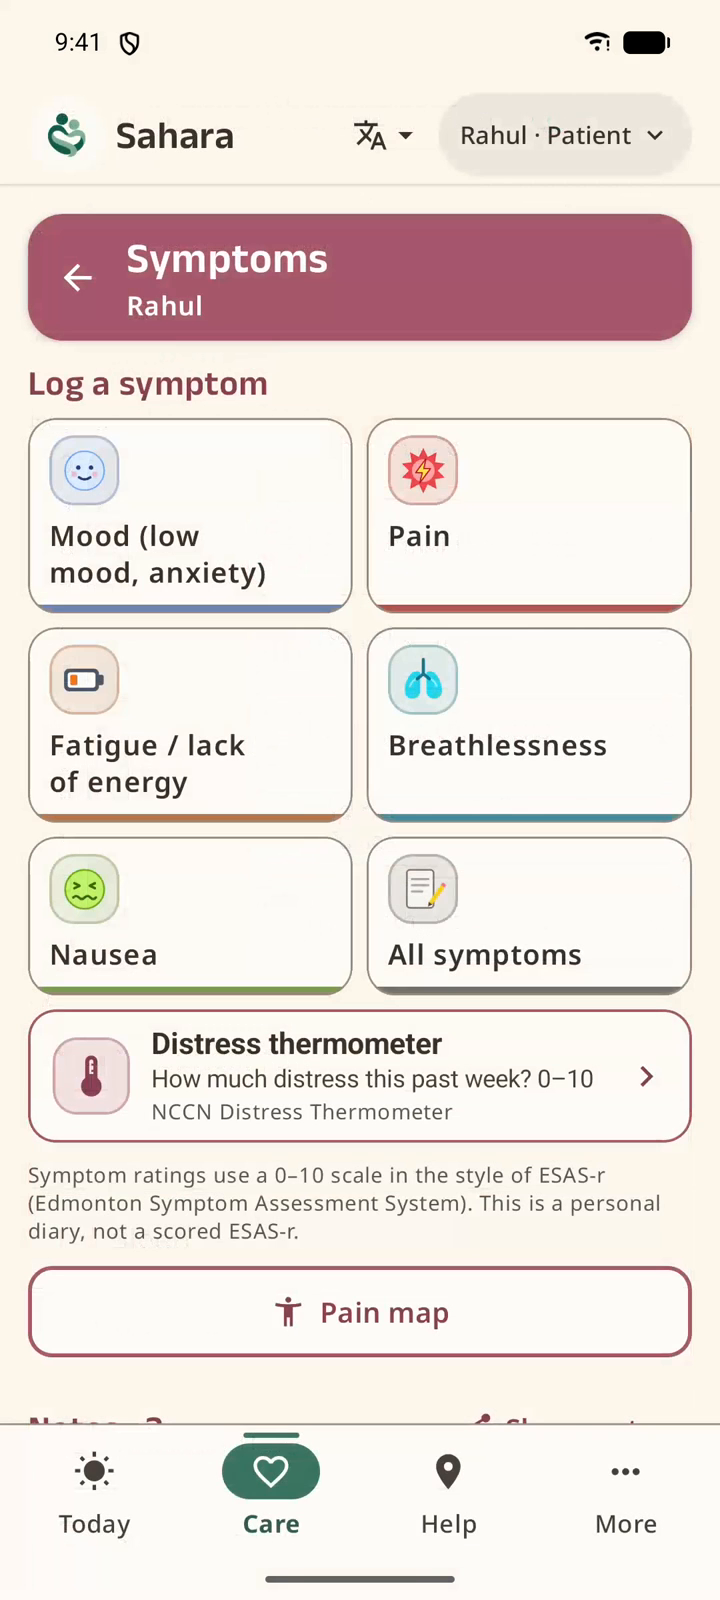 9:41
Sahara
Rahul · Patient
Symptoms
Rahul
Log a symptom
Mood (low
mood, anxiety)
Pain
Fatigue / lack
of energy
Breathlessness
Nausea
All symptoms
Distress thermometer
How much distress this past week? 0–10
NCCN Distress Thermometer
Symptom ratings use a 0–10 scale in the style of ESAS-r
(Edmonton Symptom Assessment System). This is a personal
diary, not a scored ESAS-r.
Pain map
Today
Care
Help
More